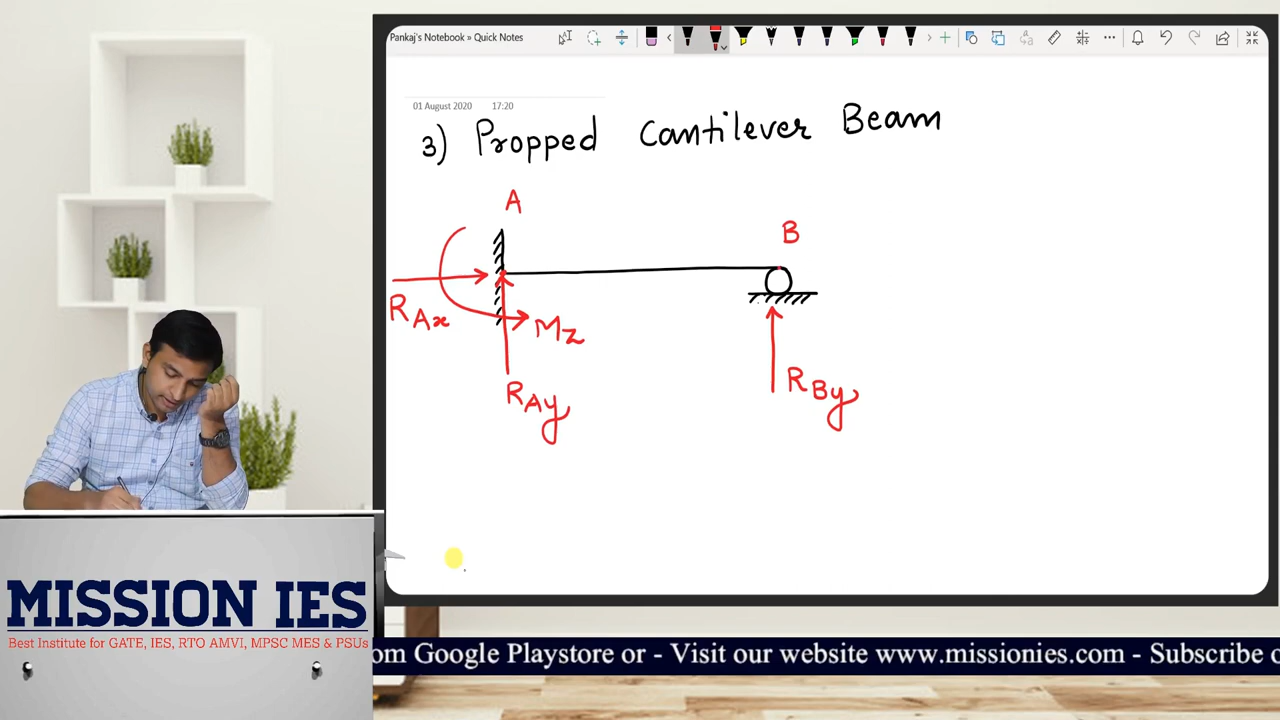 Pankaj's Notebook » Quick Notes
01 August 2020 17:20
3) Propped Cantilever Beam
A
B
RAx
Mz
RAy
RBy
MISSION IES
Best Institute for GATE, IES, RTO AMVI, MPSC MES & PSUs
om Google Playstore or - Visit our website www.missionies.com - Subscribe o